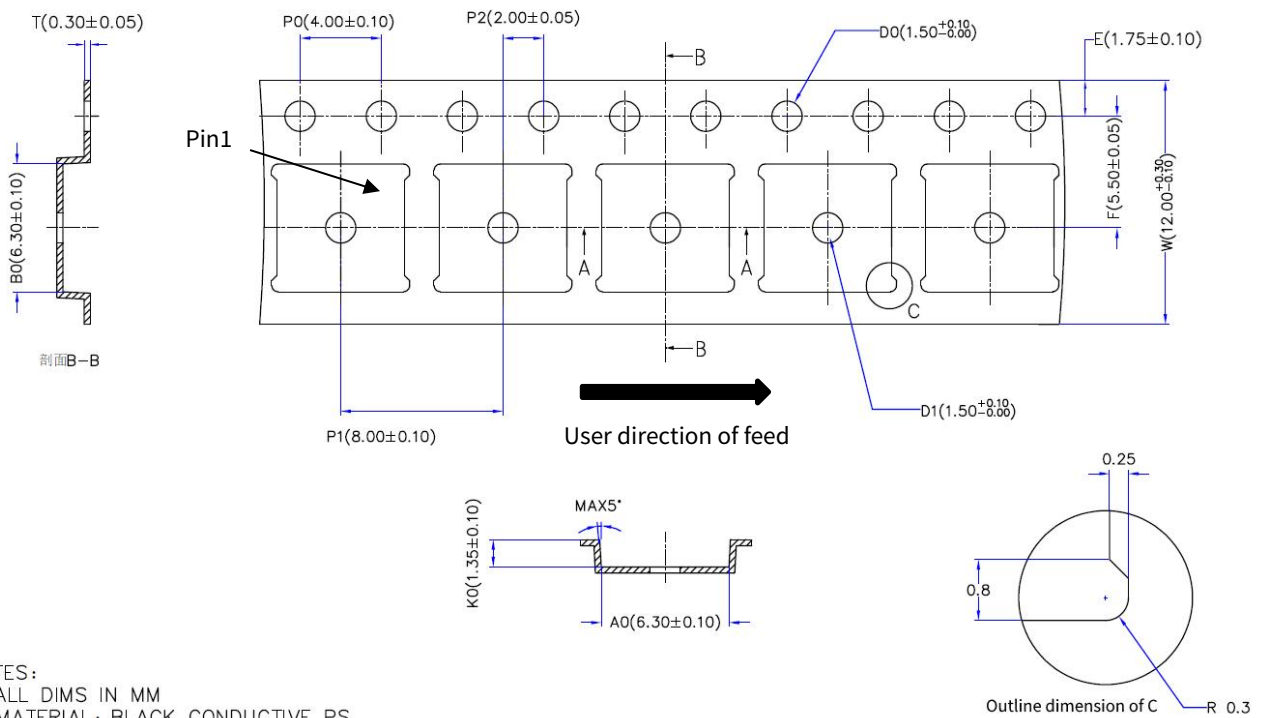 T(0.30±0.05)
P0(4.00±0.10)
P2(2.00±0.05)
D0(1.50+0.10-0.00)
E(1.75±0.10)
B
Pin1
F(5.50±0.05)
W(12.00+0.30-0.10)
B0(6.30±0.10)
A
A
C
B
剖面B-B
D1(1.50+0.10-0.00)
P1(8.00±0.10)
User direction of feed
0.25
MAX5°
K0(1.35±0.10)
0.8
A0(6.30±0.10)
TES:
ALL DIMS IN MM
MATERIAL: BLACK CONDUCTIVE PS
Outline dimension of C
R 0.3